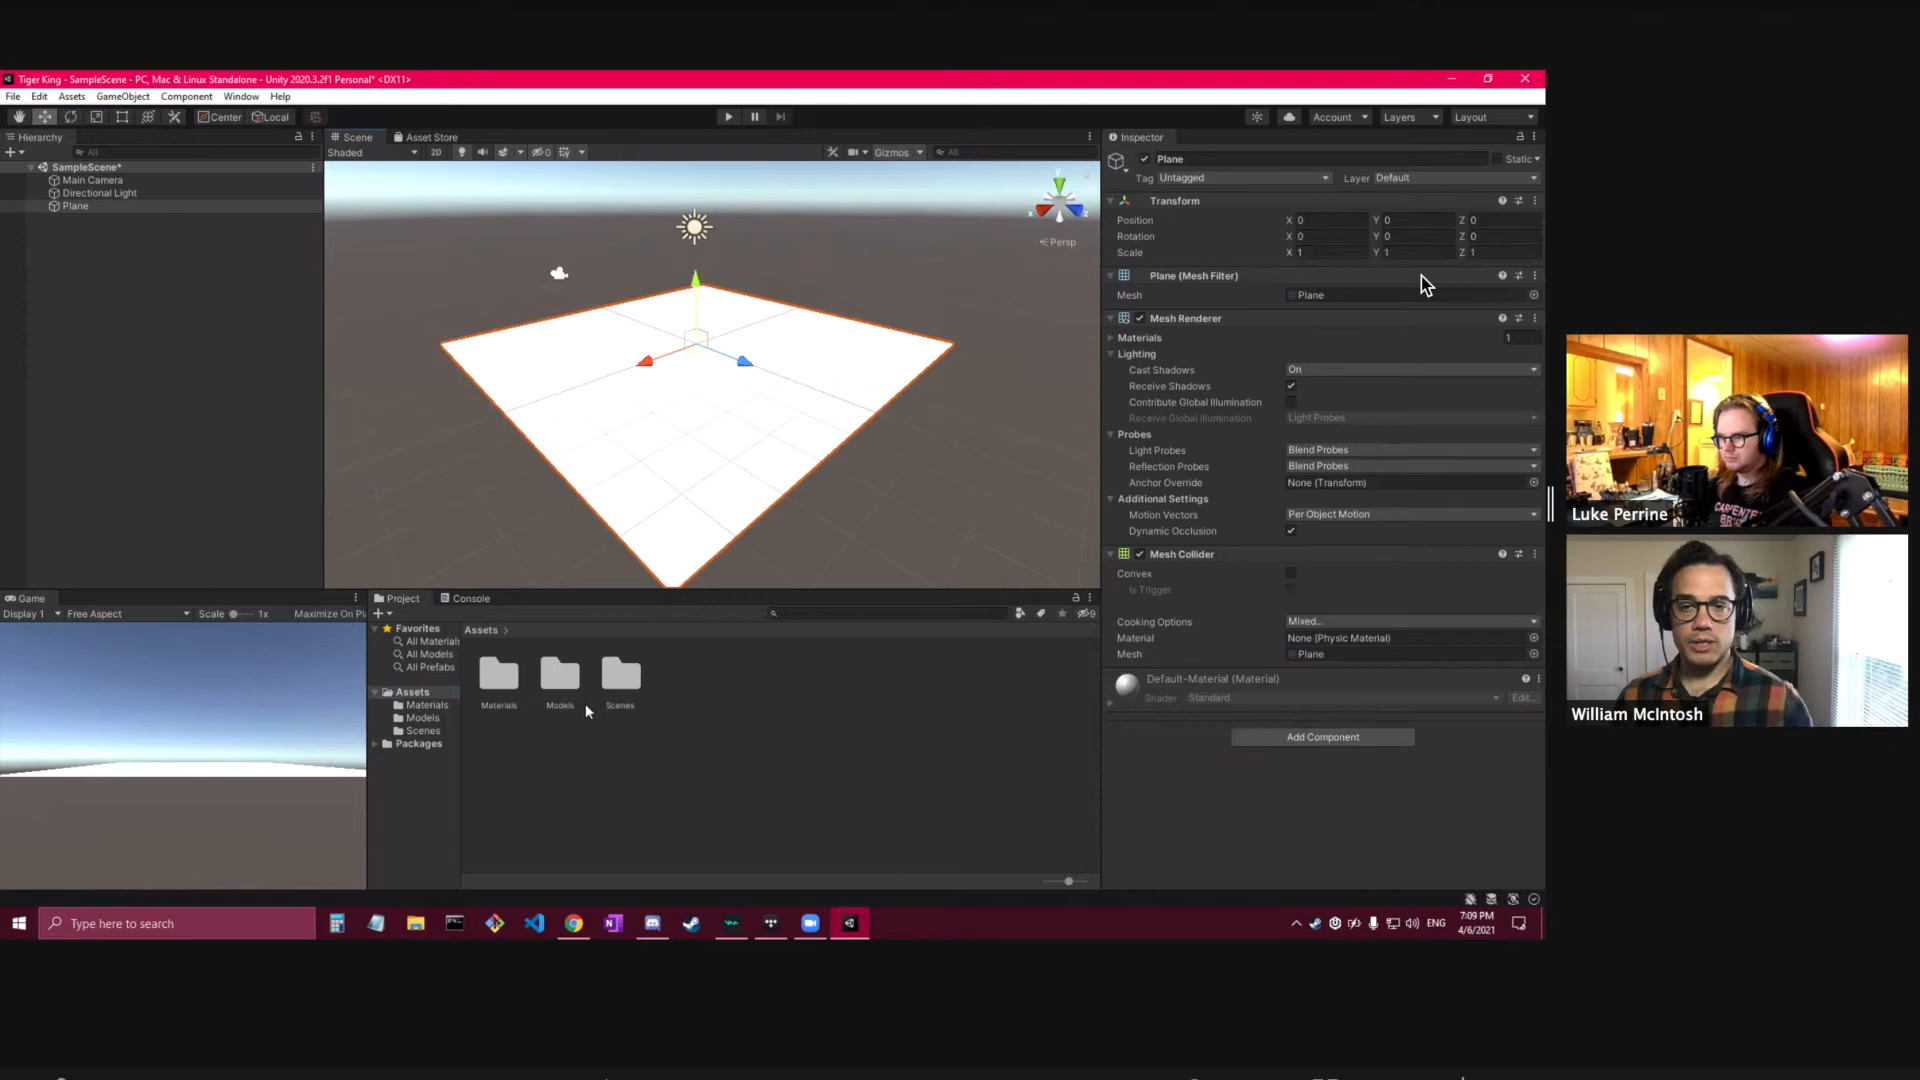 Tiger King - SampleScene - PC, Mac & Linux Standalone - Unity 2020.3.2f1 Personal* <DX11>
File Edit Assets GameObject Component Window Help
Center Local
Account Layers Layout
Hierarchy
All
SampleScene*
Main Camera
Directional Light
Plane
Scene Asset Store
Shaded 2D 0 Gizmos All
y
x z
Persp
Inspector
Plane Static
Tag Untagged Layer Default
Transform
Position X 0 Y 0 Z 0
Rotation X 0 Y 0 Z 0
Scale X 1 Y 1 Z 1
Plane (Mesh Filter)
Mesh Plane
Mesh Renderer
Materials 1
Lighting
Cast Shadows On
Receive Shadows
Contribute Global Illumination
Receive Global Illumination Light Probes
Probes
Light Probes Blend Probes
Reflection Probes Blend Probes
Anchor Override None (Transform)
Additional Settings
Motion Vectors Per Object Motion
Dynamic Occlusion
Mesh Collider
Convex
Is Trigger
Cooking Options Mixed...
Material None (Physic Material)
Mesh Plane
Default-Material (Material)
Shader Standard Edit...
Add Component
Game
Display 1 Free Aspect Scale 1x Maximize On Pl
Project Console
9
Favorites
All Materials
All Models
All Prefabs
Assets
Materials
Models
Scenes
Packages
Assets
Materials Models Scenes
Luke Perrine
CARPENTER
BR
William McIntosh
Type here to search
ENG
7:09 PM
4/6/2021